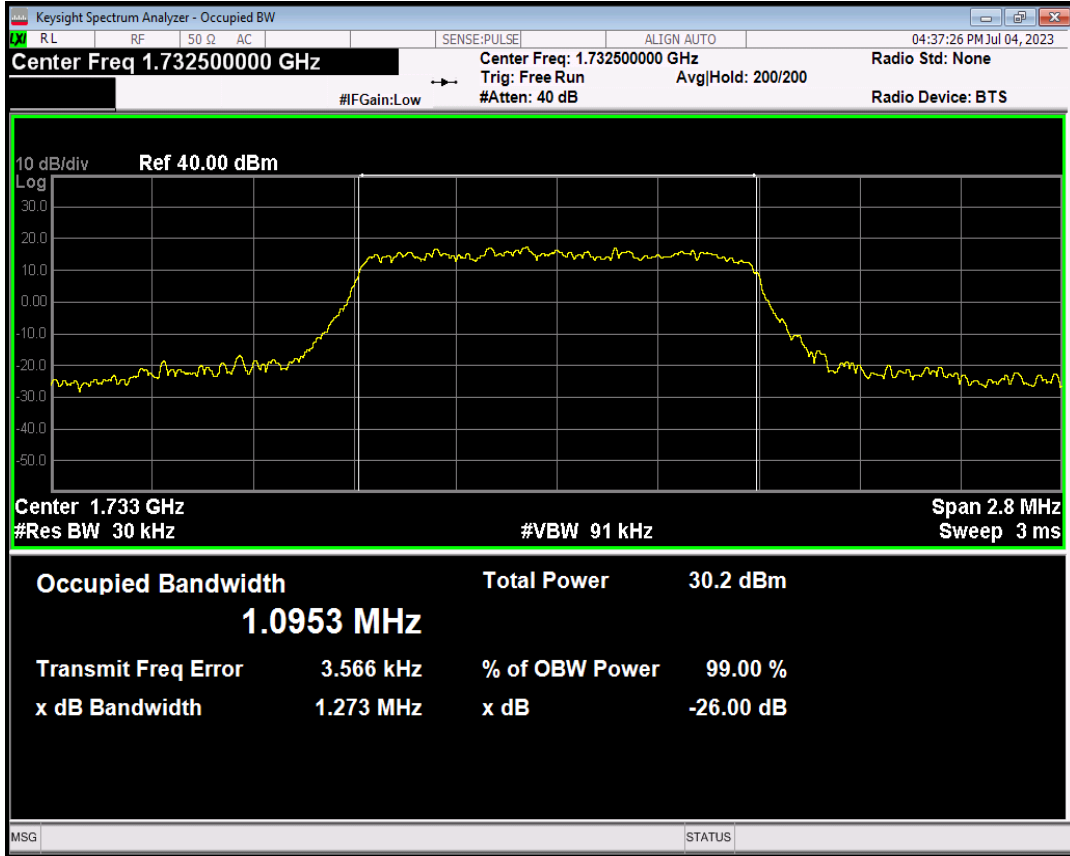 Keysight Spectrum Analyzer - Occupied BW
LXI RL RF 50 Ω AC SENSE:PULSE ALIGN AUTO 04:37:26 PM Jul 04, 2023
Center Freq 1.732500000 GHz
Center Freq: 1.732500000 GHz
Radio Std: None
Trig: Free Run Avg|Hold: 200/200
#IFGain:Low #Atten: 40 dB Radio Device: BTS
10 dB/div Ref 40.00 dBm
Log
30.0
20.0
10.0
0.00
-10.0
-20.0
-30.0
-40.0
-50.0
Center 1.733 GHz Span 2.8 MHz
#Res BW 30 kHz #VBW 91 kHz Sweep 3 ms
Occupied Bandwidth Total Power 30.2 dBm
1.0953 MHz
Transmit Freq Error 3.566 kHz % of OBW Power 99.00 %
x dB Bandwidth 1.273 MHz x dB -26.00 dB
MSG STATUS